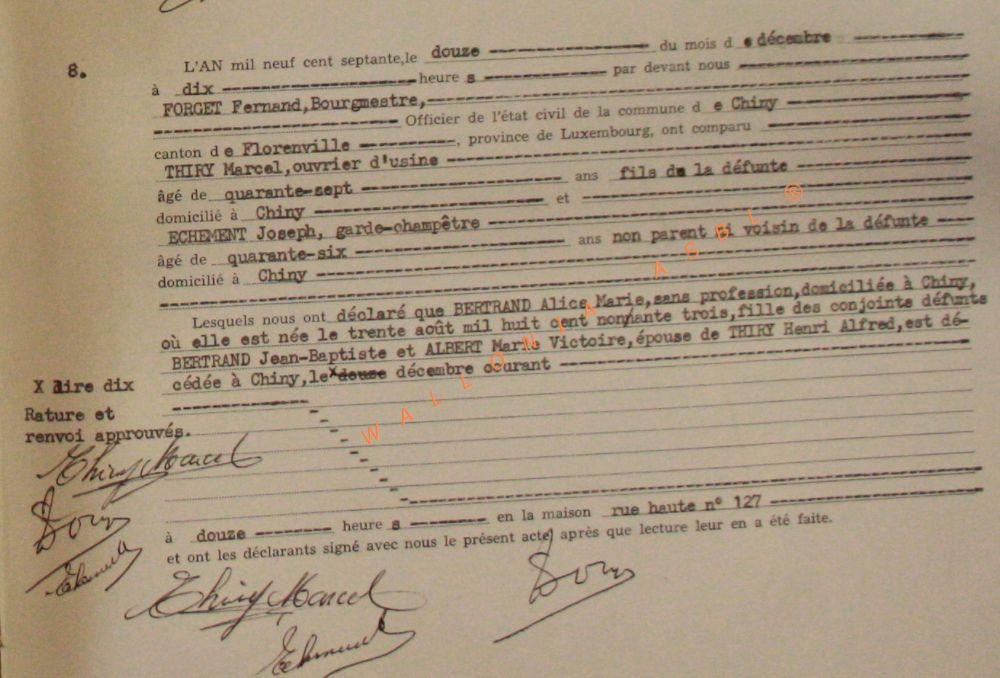 8.
L'AN mil neuf cent septante,le douze du mois d e décembre
à dix heure s par devant nous
FORGET Fernand,Bourgmestre,
Officier de l'état civil de la commune d e Chiny
canton d e Florenville , province de Luxembourg, ont comparu
THIRY Marcel,ouvrier d'usine
âgé de quarante-sept ans fils de la défunte
domicilié à Chiny et
ECHEMENT Joseph, garde-champêtre
âgé de quarante-six ans non parent ni voisin de la défunte
domicilié à Chiny
Lesquels nous ont déclaré que BERTRAND Alice Marie,sans profession,domiciliée à Chiny,
où elle est née le trente août mil huit cent nonante trois,fille des conjoints défunts
BERTRAND Jean-Baptiste et ALBERT Marie Victoire,épouse de THIRY Henri Alfred,est dé-
cédée à Chiny,le x douze décembre courant
X dire dix
Rature et
renvoi approuvés.
Thiry Marcel
à douze heure s en la maison rue haute n° 127
et ont les déclarants signé avec nous le présent acte, après que lecture leur en a été faite.
Thiry Marcel
WALLONIA ASBL ©